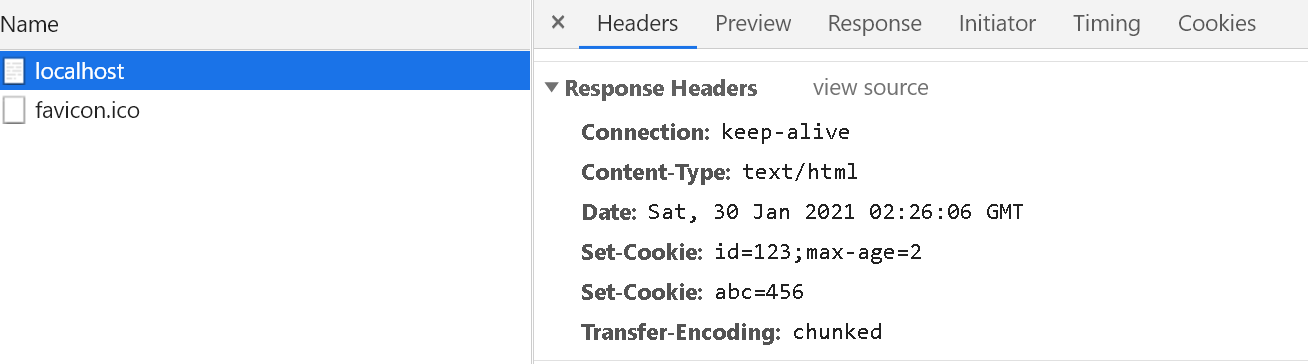 Name
localhost
favicon.ico
× Headers Preview Response Initiator Timing Cookies
▼ Response Headers view source
Connection: keep-alive
Content-Type: text/html
Date: Sat, 30 Jan 2021 02:26:06 GMT
Set-Cookie: id=123;max-age=2
Set-Cookie: abc=456
Transfer-Encoding: chunked